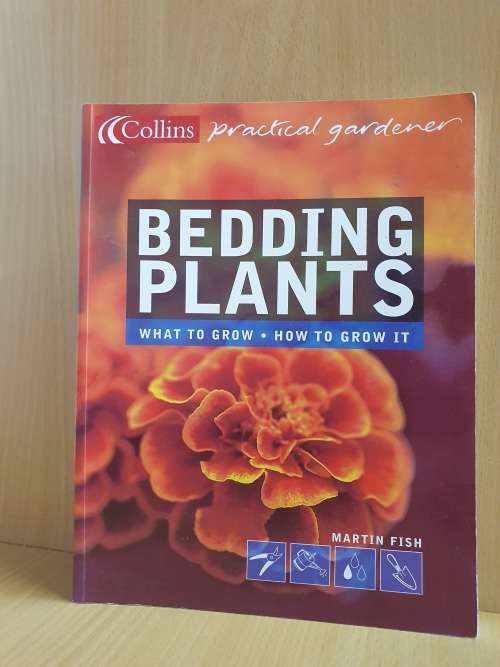 Collins practical gardener
BEDDING
PLANTS
WHAT TO GROW • HOW TO GROW IT
MARTIN FISH